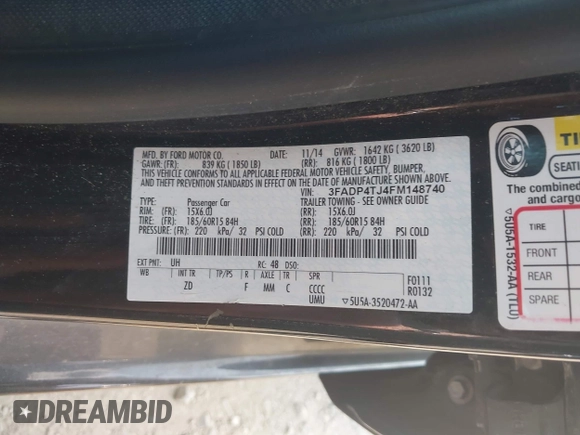 MFD. BY FORD MOTOR CO.
DATE: 11/14 GVWR: 1642 KG ( 3620 LB)
GAWR: (FR): 839 KG ( 1850 LB) (RR): 816 KG ( 1800 LB)
THIS VEHICLE CONFORMS TO ALL APPLICABLE FEDERAL MOTOR VEHICLE SAFETY, BUMPER,
AND THEFT PREVENTION STANDARDS IN EFFECT ON THE DATE OF MANUFACTURE SHOWN ABOVE.
VIN: 3FADP4TJ4FM148740
TYPE: Passenger Car TRAILER TOWING - SEE OWNER GUIDE
RIM: (FR): 15X6.0J (RR): 15X6.0J
TIRE: (FR): 185/60R15 84H (RR): 185/60R15 84H
PRESSURE: (FR): 220 kPa/ 32 PSI COLD (RR): 220 kPa/ 32 PSI COLD
EXT PNT: UH RC: 48 DSO:
WB INT TR TP/PS R AXLE TR SPR
ZD F MM C CCCC
UMU
F0111
R0132
▽5U5A-3520472-AA
TI
SEATI
The combined
and cargo
TIRE
FRONT
REAR
SPARE
▽5U5A-1532-AA (TLU)
DREAMBID